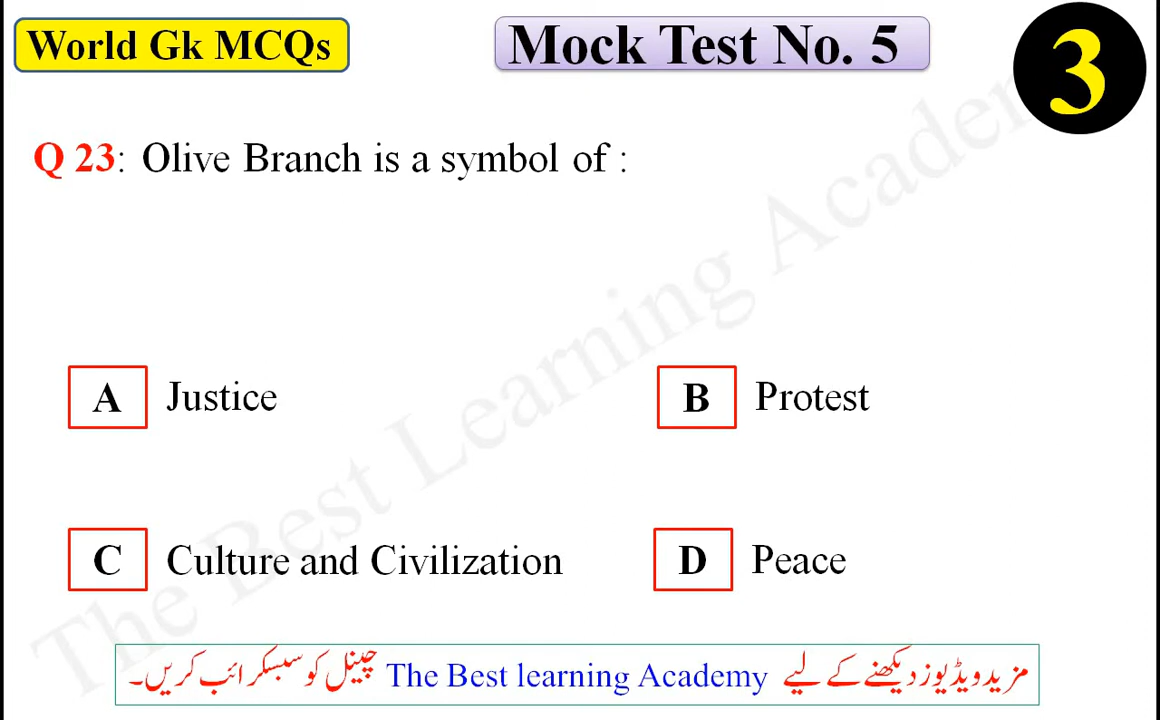 World Gk MCQs
Mock Test No. 5
3
Q 23: Olive Branch is a symbol of :
A Justice
B Protest
C Culture and Civilization
D Peace
مزید ویڈیوز دیکھنے کے لیے The Best learning Academy چینل کو سبسکرائب کریں۔
The Best Learning Academy